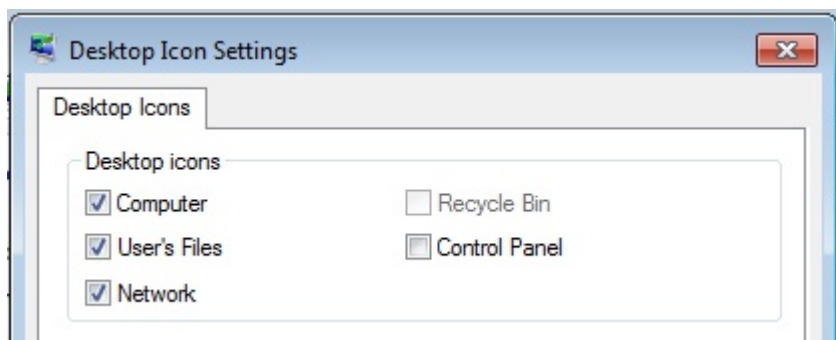 Desktop Icon Settings
Desktop Icons
Desktop icons
Computer
Recycle Bin
User's Files
Control Panel
Network